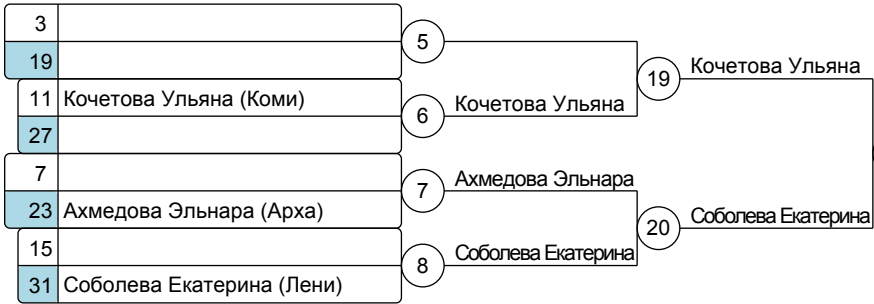 3
5
19
19 Кочетова Ульяна
11 Кочетова Ульяна (Коми)
6 Кочетова Ульяна
27
7
7 Ахмедова Эльнара
23 Ахмедова Эльнара (Арха)
20 Соболева Екатерина
15
8 Соболева Екатерина
31 Соболева Екатерина (Лени)